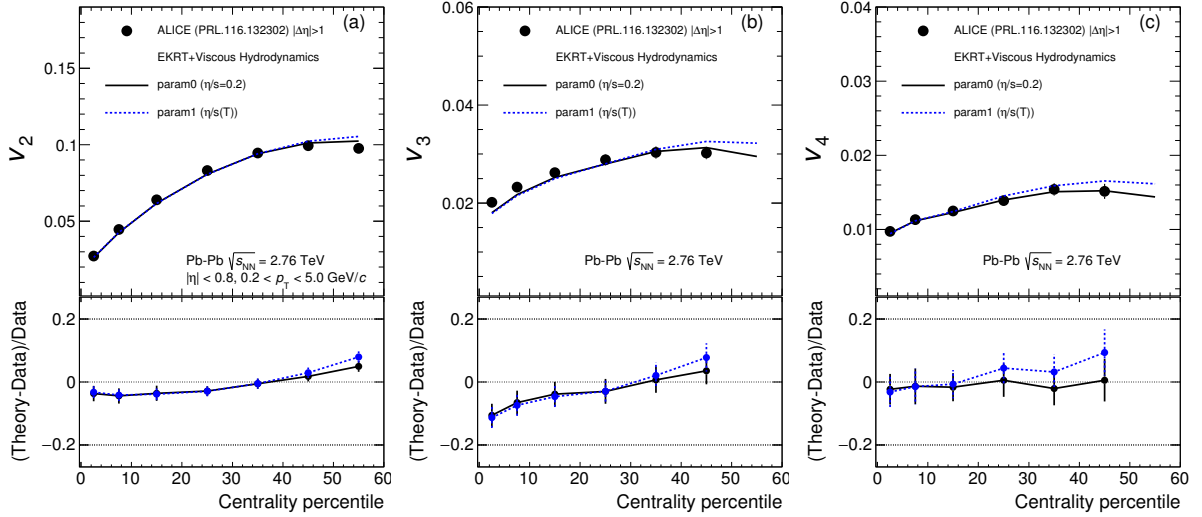 (a)
ALICE (PRL.116.132302) |Δη|>1
EKRT+Viscous Hydrodynamics
param0 (η/s=0.2)
param1 (η/s(T))
v2
0.15
0.1
0.05
Pb-Pb √sNN = 2.76 TeV
|η| < 0.8, 0.2 < pT < 5.0 GeV/c
(Theory-Data)/Data
0.2
0
−0.2
0 10 20 30 40 50 60
Centrality percentile
(b)
ALICE (PRL.116.132302) |Δη|>1
EKRT+Viscous Hydrodynamics
param0 (η/s=0.2)
param1 (η/s(T))
v3
0.06
0.04
0.02
Pb-Pb √sNN = 2.76 TeV
(Theory-Data)/Data
0.2
0
−0.2
0 10 20 30 40 50 60
Centrality percentile
(c)
ALICE (PRL.116.132302) |Δη|>1
EKRT+Viscous Hydrodynamics
param0 (η/s=0.2)
param1 (η/s(T))
v4
0.04
0.03
0.02
0.01
Pb-Pb √sNN = 2.76 TeV
(Theory-Data)/Data
0.2
0
−0.2
0 10 20 30 40 50 60
Centrality percentile